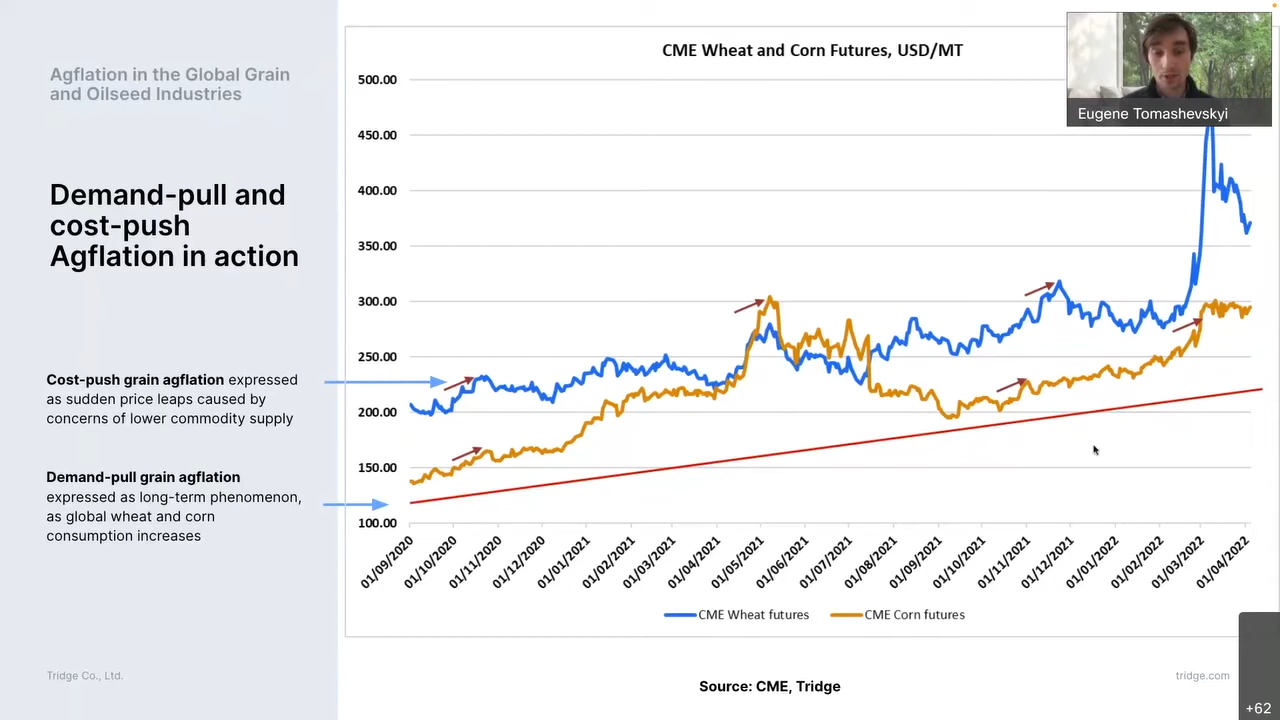 Agflation in the Global Grain
and Oilseed Industries
Demand-pull and
cost-push
Agflation in action
Cost-push grain agflation expressed
as sudden price leaps caused by
concerns of lower commodity supply
Demand-pull grain agflation
expressed as long-term phenomenon,
as global wheat and corn
consumption increases
Tridge Co., Ltd.
CME Wheat and Corn Futures, USD/MT
500.00
450.00
400.00
350.00
300.00
250.00
200.00
150.00
100.00
01/09/2020
01/10/2020
01/11/2020
01/12/2020
01/01/2021
01/02/2021
01/03/2021
01/04/2021
01/05/2021
01/06/2021
01/07/2021
01/08/2021
01/09/2021
01/10/2021
01/11/2021
01/12/2021
01/01/2022
01/02/2022
01/03/2022
01/04/2022
CME Wheat futures
CME Corn futures
Source: CME, Tridge
tridge.com
Eugene Tomashevskyi
+62